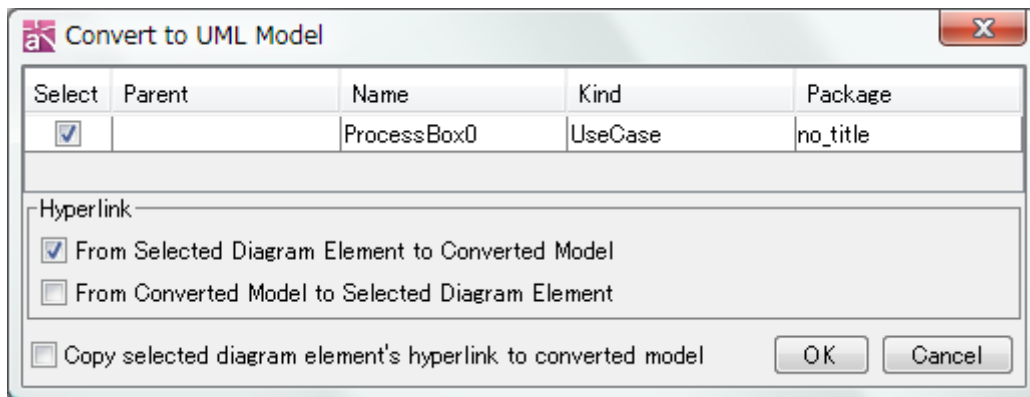 Convert to UML Model
Select Parent Name Kind Package
ProcessBox0 UseCase no_title
Hyperlink
From Selected Diagram Element to Converted Model
From Converted Model to Selected Diagram Element
Copy selected diagram element's hyperlink to converted model OK Cancel